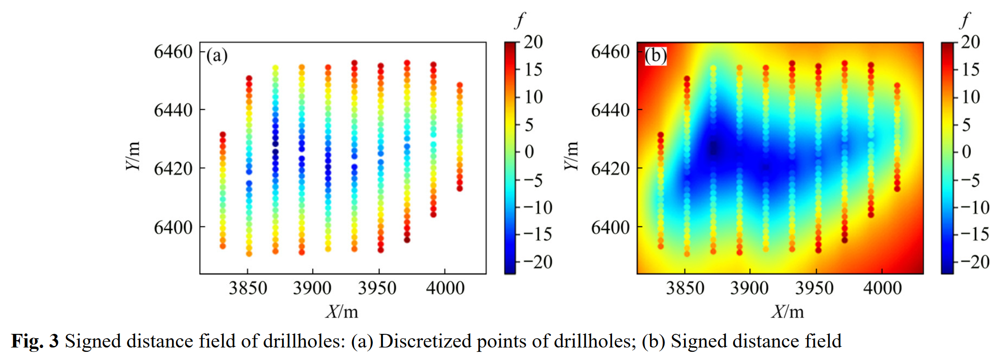 f
f
(a)
(b)
6460
6440
6420
6400
Y/m
3850 3900 3950 4000
X/m
20
15
10
5
0
−5
−10
−15
−20
6460
6440
6420
6400
Y/m
3850 3900 3950 4000
X/m
20
15
10
5
0
−5
−10
−15
−20
Fig. 3 Signed distance field of drillholes: (a) Discretized points of drillholes; (b) Signed distance field